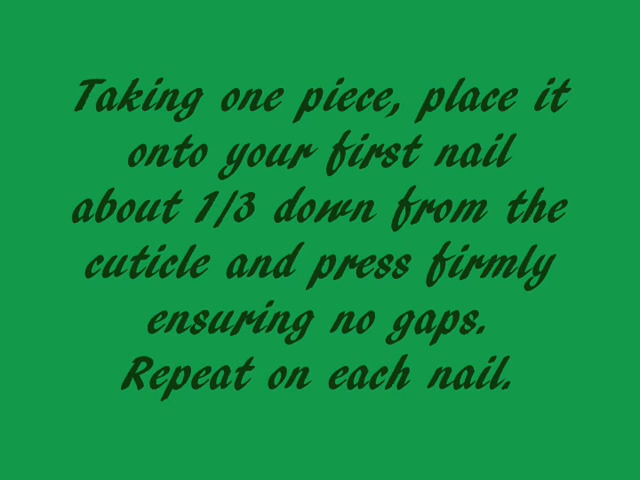 Taking one piece, place it
onto your first nail
about 1/3 down from the
cuticle and press firmly
ensuring no gaps.
Repeat on each nail.